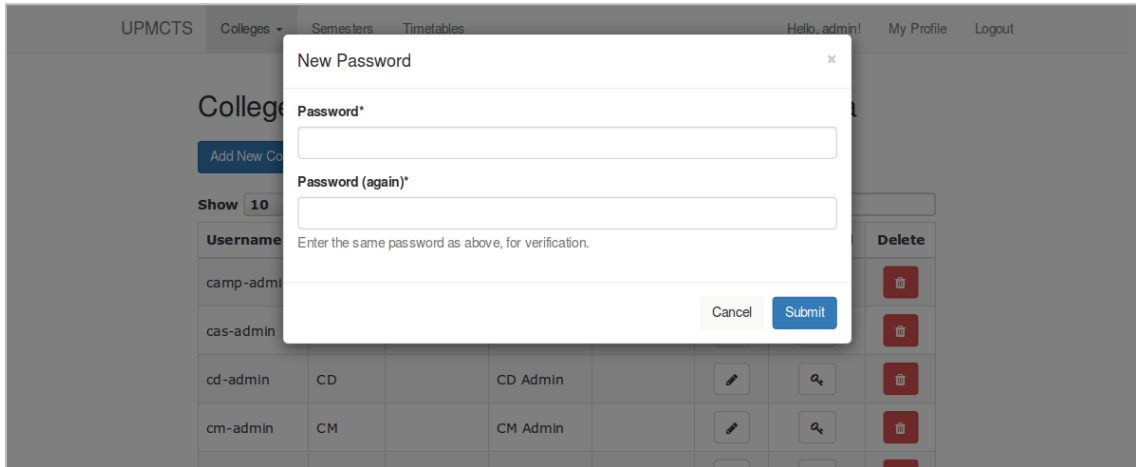 UPMCTS Colleges Semesters Timetables Hello, admin! My Profile Logout
New Password ×
College
Password*
Add New Co
Password (again)*
Show 10
Enter the same password as above, for verification.
Username Delete
camp-admi
Cancel Submit
cas-admin
cd-admin CD CD Admin
cm-admin CM CM Admin